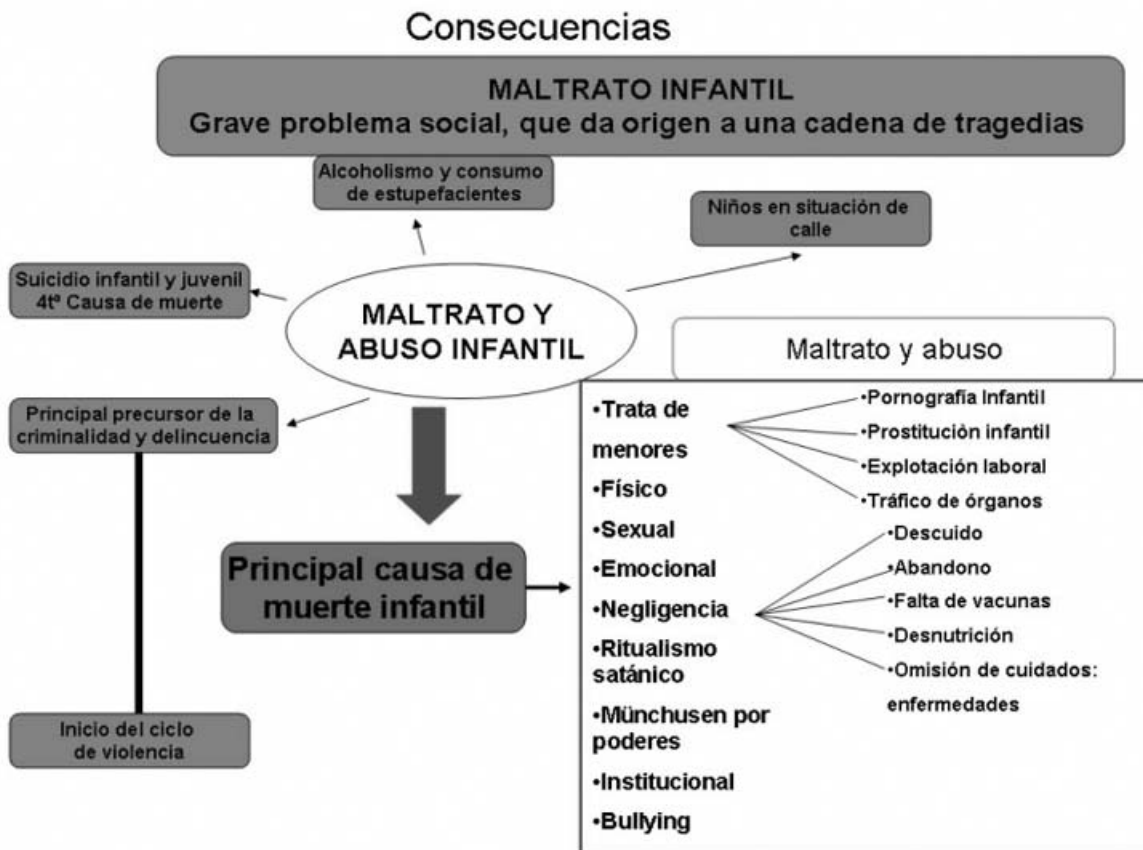 Consecuencias
MALTRATO INFANTIL
Grave problema social, que da origen a una cadena de tragedias
Alcoholismo y consumo
de estupefacientes
Niños en situación de
calle
Suicidio infantil y juvenil
4tª Causa de muerte
MALTRATO Y
ABUSO INFANTIL
Principal precursor de la
criminalidad y delincuencia
Principal causa de
muerte infantil
Inicio del ciclo
de violencia
Maltrato y abuso
•Trata de
menores
•Físico
•Sexual
•Emocional
•Negligencia
•Ritualismo
satánico
•Münchusen por
poderes
•Institucional
•Bullying
•Pornografía Infantil
•Prostituciòn infantil
•Explotación laboral
•Tráfico de órganos
•Descuido
•Abandono
•Falta de vacunas
•Desnutrición
•Omisión de cuidados:
enfermedades